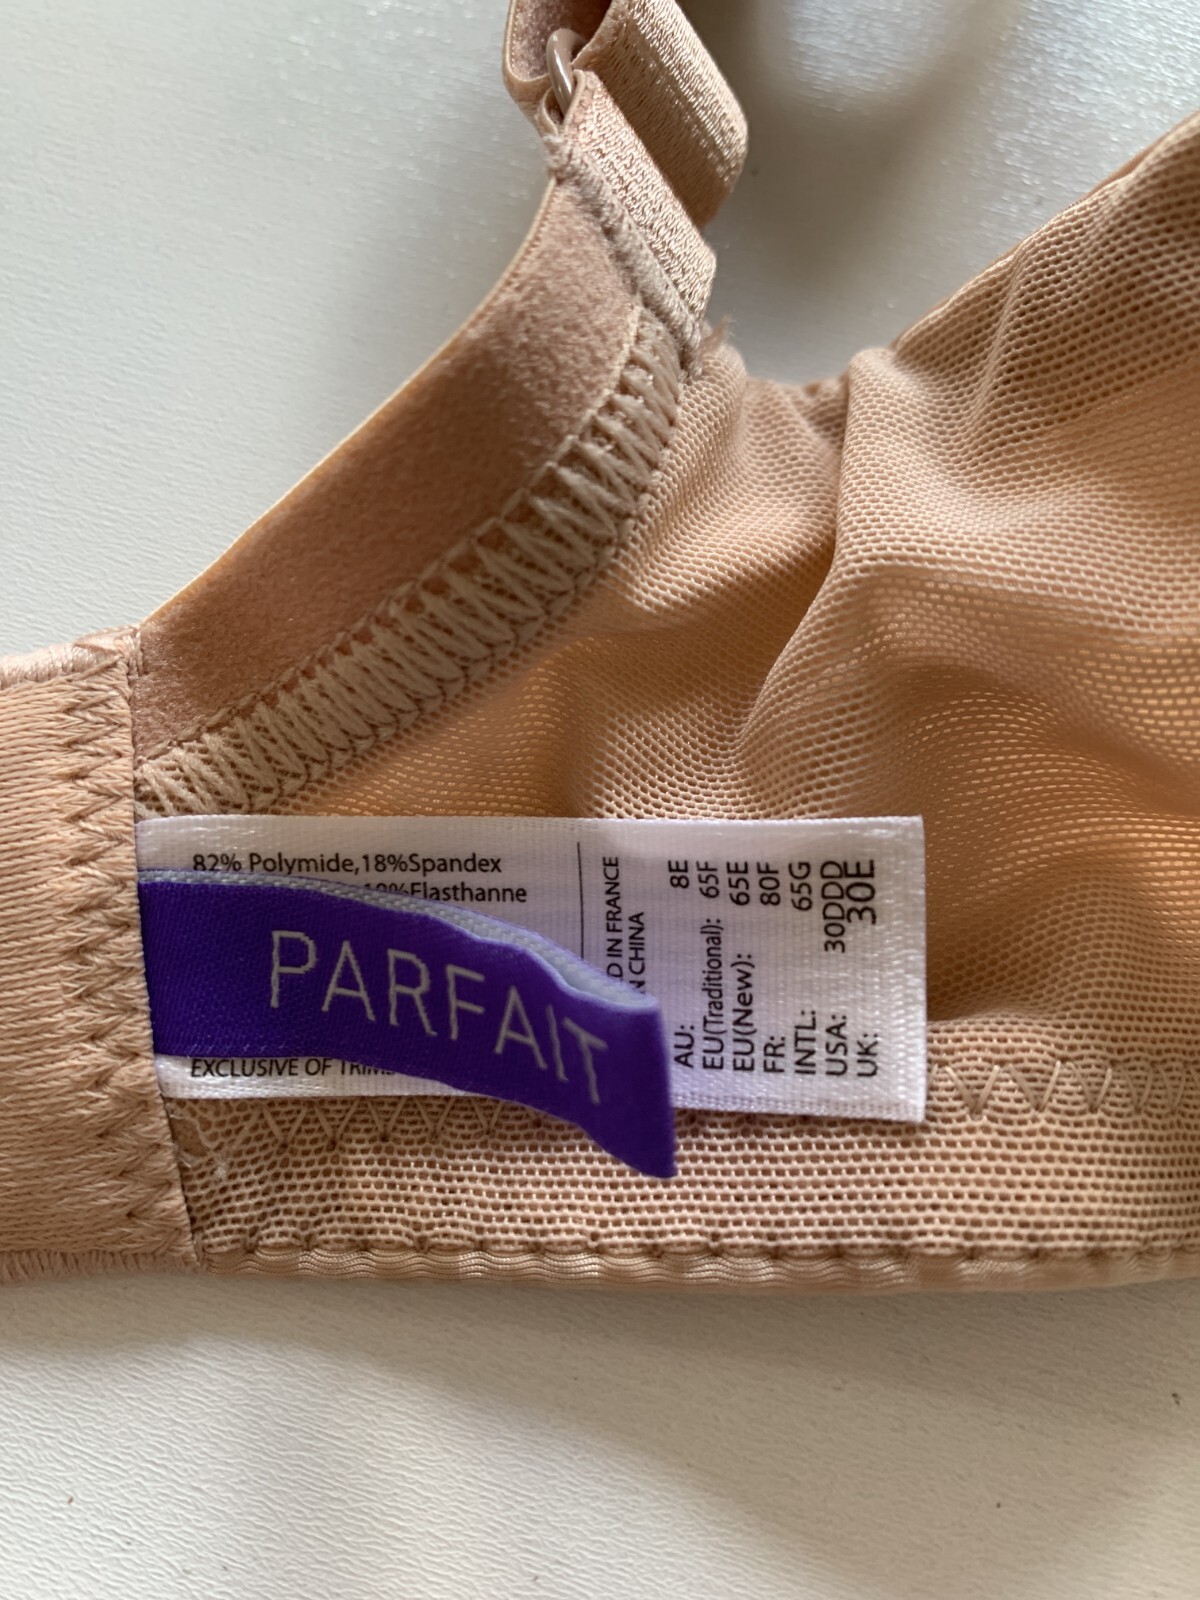 82% Polymide,18%Spandex
Elasthanne
PARFAIT
EXCLUSIVE OF
D IN FRANCE
N CHINA
AU: 8E
EU(Traditional): 65F
EU(New): 65E
FR: 80F
INTL: 65G
USA: 30DDD
UK: 30E